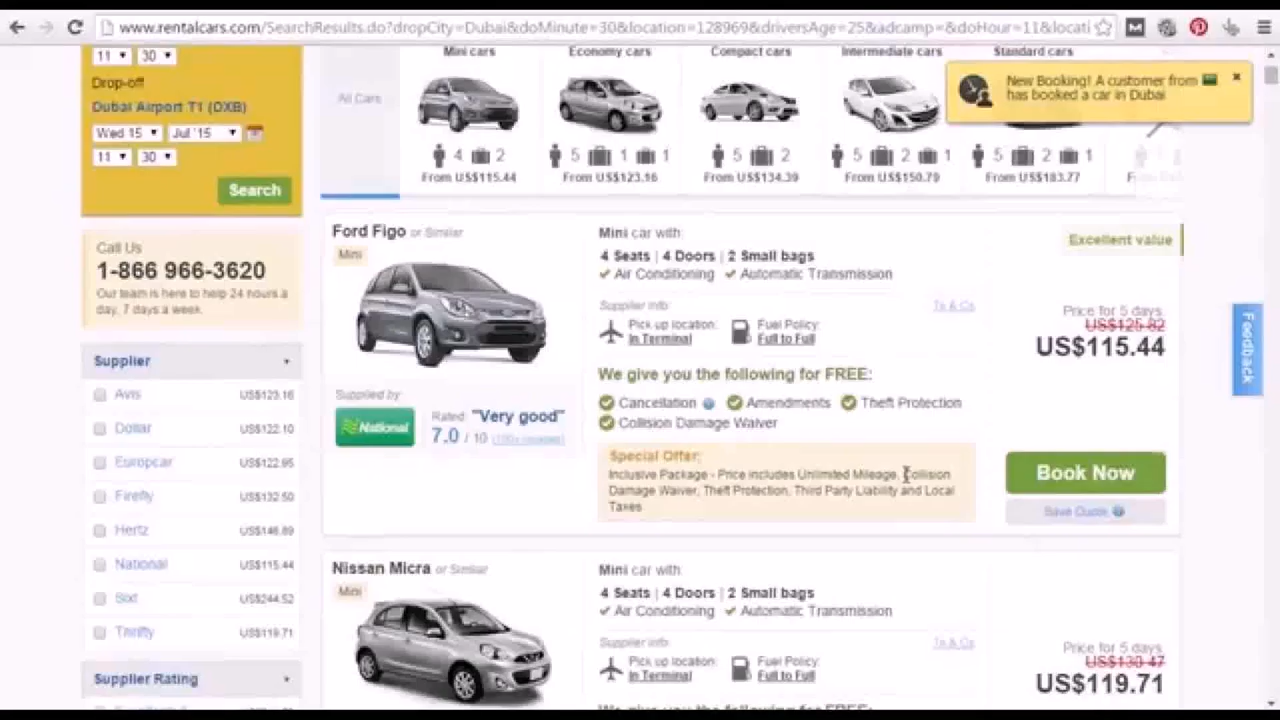 www.rentalcars.com/SearchResults.do?dropCity=Dubai&doMinute=30&location=128969&driversAge=25&adcamp=&doHour=11&locati
11 30
Drop-off
Dubai Airport T1 (DXB)
Wed 15 Jul '15
11 30
Search
Call Us
1-866 966-3620
Our team is here to help 24 hours a
day, 7 days a week
Supplier
Avis US$123.16
Dollar US$122.10
Europcar US$122.95
Firefly US$132.50
Hertz US$146.89
National US$115.44
Sixt US$244.52
Thrifty US$119.71
Supplier Rating
All Cars
Mini cars
4 2
From US$115.44
Economy cars
5 1 1
From US$123.16
Compact cars
5 2
From US$134.39
Intermediate cars
5 2 1
From US$150.79
Standard cars
5 2 1
From US$183.77
New Booking! A customer from
has booked a car in Dubai
Ford Figo or Similar
Mini
Supplied by:
National
Rated: "Very good"
7.0 / 10
Mini car with:
4 Seats | 4 Doors | 2 Small bags
Air Conditioning Automatic Transmission
Supplier info: Ts & Cs
Pick up location: Fuel Policy:
In Terminal Full to Full
We give you the following for FREE:
Cancellation Amendments Theft Protection
Collision Damage Waiver
Special Offer:
Inclusive Package - Price includes Unlimited Mileage, Collision
Damage Waiver, Theft Protection, Third Party Liability and Local
Taxes
Excellent value
Price for 5 days:
US$125.82
US$115.44
Book Now
Save Quote
Feedback
Nissan Micra or Similar
Mini
Mini car with:
4 Seats | 4 Doors | 2 Small bags
Air Conditioning Automatic Transmission
Supplier info: Ts & Cs
Pick up location: Fuel Policy:
In Terminal Full to Full
We give you the following for FREE:
Price for 5 days:
US$130.47
US$119.71